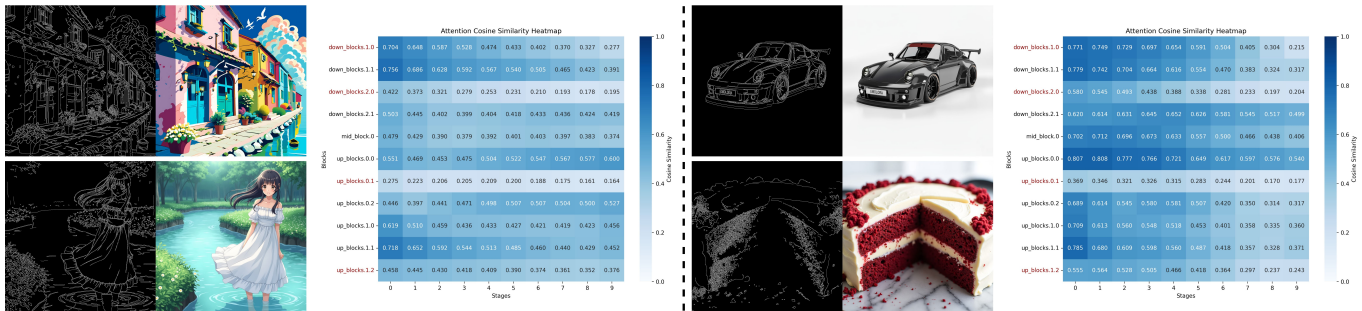 Attention Cosine Similarity Heatmap
Blocks
down_blocks.1.0 0.704 0.648 0.587 0.528 0.474 0.433 0.402 0.370 0.327 0.277
down_blocks.1.1 0.756 0.686 0.628 0.592 0.567 0.540 0.505 0.465 0.423 0.391
down_blocks.2.0 0.422 0.373 0.321 0.279 0.253 0.231 0.210 0.193 0.178 0.195
down_blocks.2.1 0.503 0.445 0.402 0.399 0.404 0.418 0.433 0.436 0.424 0.419
mid_block.0 0.479 0.429 0.390 0.379 0.392 0.401 0.403 0.397 0.383 0.374
up_blocks.0.0 0.551 0.469 0.453 0.475 0.504 0.522 0.547 0.567 0.577 0.600
up_blocks.0.1 0.275 0.223 0.206 0.205 0.209 0.200 0.188 0.175 0.161 0.164
up_blocks.0.2 0.446 0.397 0.441 0.471 0.498 0.507 0.507 0.504 0.500 0.527
up_blocks.1.0 0.619 0.510 0.459 0.436 0.433 0.427 0.421 0.419 0.423 0.456
up_blocks.1.1 0.718 0.652 0.592 0.544 0.513 0.485 0.460 0.440 0.429 0.452
up_blocks.1.2 0.458 0.445 0.430 0.418 0.409 0.390 0.374 0.361 0.352 0.376
0 1 2 3 4 5 6 7 8 9
Stages
1.0
0.8
0.6
0.4
0.2
0.0
Cosine Similarity
Attention Cosine Similarity Heatmap
Blocks
down_blocks.1.0 0.771 0.749 0.729 0.697 0.654 0.591 0.504 0.405 0.304 0.215
down_blocks.1.1 0.779 0.742 0.704 0.664 0.616 0.554 0.470 0.383 0.324 0.317
down_blocks.2.0 0.580 0.545 0.493 0.438 0.388 0.338 0.281 0.233 0.197 0.204
down_blocks.2.1 0.620 0.614 0.631 0.645 0.652 0.626 0.581 0.545 0.517 0.499
mid_block.0 0.702 0.712 0.696 0.673 0.633 0.557 0.500 0.466 0.438 0.406
up_blocks.0.0 0.807 0.808 0.777 0.766 0.721 0.649 0.617 0.597 0.576 0.540
up_blocks.0.1 0.369 0.346 0.321 0.326 0.315 0.283 0.244 0.201 0.170 0.177
up_blocks.0.2 0.689 0.614 0.545 0.580 0.581 0.507 0.420 0.350 0.314 0.317
up_blocks.1.0 0.709 0.613 0.560 0.548 0.518 0.453 0.401 0.358 0.335 0.360
up_blocks.1.1 0.785 0.680 0.609 0.598 0.560 0.487 0.418 0.357 0.328 0.371
up_blocks.1.2 0.555 0.564 0.528 0.505 0.466 0.418 0.364 0.297 0.237 0.243
0 1 2 3 4 5 6 7 8 9
Stages
1.0
0.8
0.6
0.4
0.2
0.0
Cosine Similarity